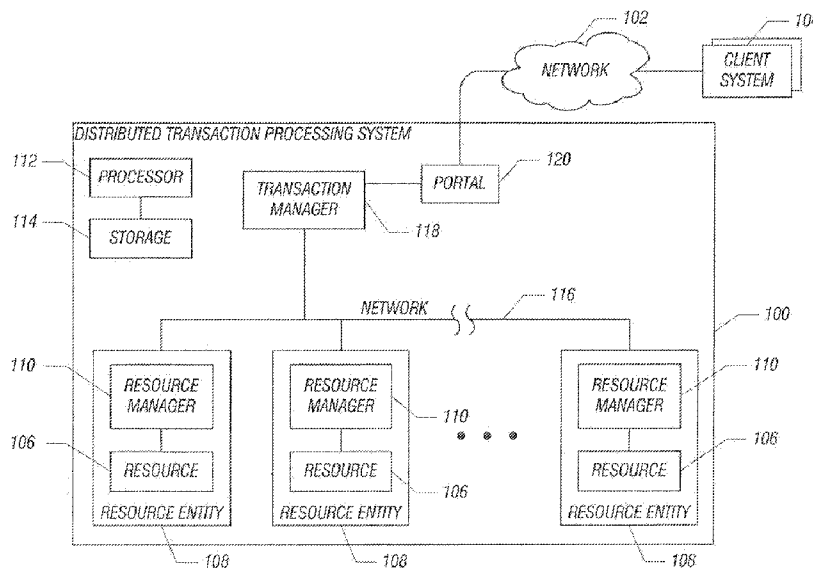 102
104
NETWORK
CLIENT
SYSTEM
DISTRIBUTED TRANSACTION PROCESSING SYSTEM
112
PROCESSOR
120
PORTAL
TRANSACTION
MANAGER
114
STORAGE
118
NETWORK
116
100
110
RESOURCE
MANAGER
RESOURCE
MANAGER
110
RESOURCE
MANAGER
110
106
RESOURCE
RESOURCE
106
RESOURCE
106
RESOURCE ENTITY
RESOURCE ENTITY
RESOURCE ENTITY
108
108
108